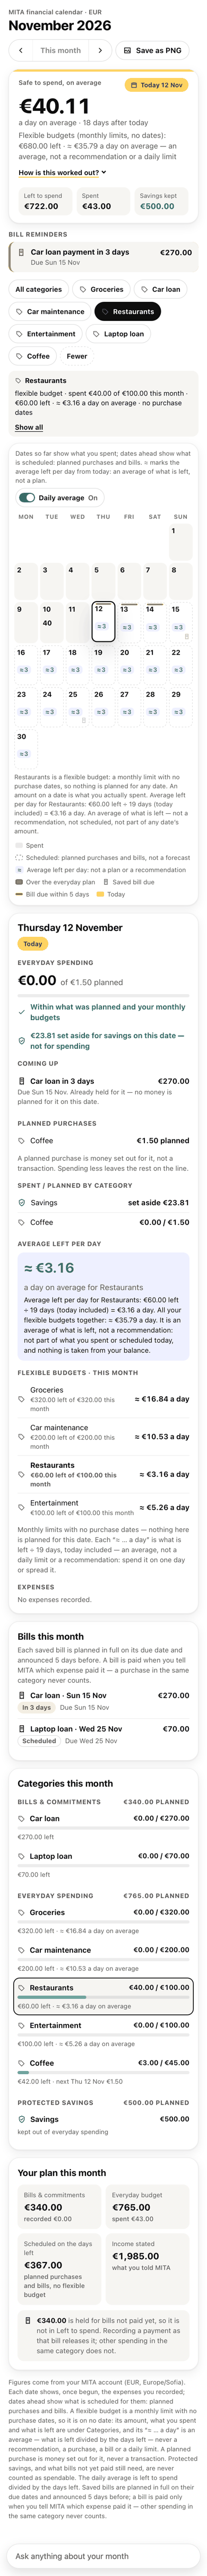 MITA financial calendar · EUR
November 2026
This month
Save as PNG
Safe to spend, on average
Today 12 Nov
€40.11
a day on average · 18 days after today
Flexible budgets (monthly limits, no dates):
€680.00 left · ≈ €35.79 a day on average — an
average, not a recommendation or a daily limit
How is this worked out?
Left to spend
€722.00
Spent
€43.00
Savings kept
€500.00
BILL REMINDERS
Car loan payment in 3 days
€270.00
Due Sun 15 Nov
All categories
Groceries
Car loan
Car maintenance
Restaurants
Entertainment
Laptop loan
Coffee
Fewer
Restaurants
flexible budget · spent €40.00 of €100.00 this month ·
€60.00 left · ≈ €3.16 a day on average · no purchase
dates
Show all
Dates so far show what you spent; dates ahead show what
is scheduled: planned purchases and bills. ≈ marks the
average left per day from today: an average of what is left,
not a plan.
Daily average On
MON TUE WED THU FRI SAT SUN
1
2 3 4 5 6 7 8
9 10 11 12 13 14 15
40 ≈3 ≈3 ≈3 ≈3
16 17 18 19 20 21 22
≈3 ≈3 ≈3 ≈3 ≈3 ≈3 ≈3
23 24 25 26 27 28 29
≈3 ≈3 ≈3 ≈3 ≈3 ≈3 ≈3
30
≈3
Restaurants is a flexible budget: a monthly limit with no
purchase dates, so nothing is planned for any date. An
amount on a date is what you actually spent. Average left per
day for Restaurants: €60.00 left ÷ 19 days (today
included) = €3.16 a day. An average of what is left — not a
recommendation, not scheduled, not part of any date's
amount.
Spent
Scheduled: planned purchases and bills, not a forecast
≈ Average left per day: not a plan or a recommendation
Over the everyday plan
Saved bill due
Bill due within 5 days
Today
Thursday 12 November
Today
EVERYDAY SPENDING
€0.00 of €1.50 planned
Within what was planned and your monthly
budgets
€23.81 set aside for savings on this date —
not for spending
COMING UP
Car loan in 3 days
€270.00
Due Sun 15 Nov. Already held for it — no money is
planned for it on this date.
PLANNED PURCHASES
Coffee
€1.50 planned
A planned purchase is money set out for it, not a
transaction. Spending less leaves the rest on the line.
SPENT / PLANNED BY CATEGORY
Savings
set aside €23.81
Coffee
€0.00 / €1.50
AVERAGE LEFT PER DAY
≈ €3.16
a day on average for Restaurants
Average left per day for Restaurants: €60.00 left
÷ 19 days (today included) = €3.16 a day. All your
flexible budgets together: ≈ €35.79 a day. It is an
average of what is left, not a recommendation:
not part of what you spent or scheduled today,
and nothing is taken from your balance.
FLEXIBLE BUDGETS · THIS MONTH
Groceries
€320.00 left of €320.00 this
month
≈ €16.84 a day
Car maintenance
€200.00 left of €200.00 this
month
≈ €10.53 a day
Restaurants
€60.00 left of €100.00 this
month
≈ €3.16 a day
Entertainment
€100.00 left of €100.00 this month
≈ €5.26 a day
Monthly limits with no purchase dates — nothing here
is planned for this date. Each "≈ ... a day" is what is
left ÷ 19 days, today included: an average, not a
daily limit or a recommendation: spend it on one day
or spread it.
EXPENSES
No expenses recorded.
Bills this month
Each saved bill is planned in full on its due date and
announced 5 days before. A bill is paid when you tell
MITA which expense paid it — a purchase in the same
category never counts.
Car loan · Sun 15 Nov
€270.00
In 3 days
Due Sun 15 Nov
Laptop loan · Wed 25 Nov
€70.00
Scheduled
Due Wed 25 Nov
Categories this month
BILLS & COMMITMENTS
€340.00 PLANNED
Car loan
€0.00 / €270.00
€270.00 left
Laptop loan
€0.00 / €70.00
€70.00 left
EVERYDAY SPENDING
€765.00 PLANNED
Groceries
€0.00 / €320.00
€320.00 left · ≈ €16.84 a day on average
Car maintenance
€0.00 / €200.00
€200.00 left · ≈ €10.53 a day on average
Restaurants
€40.00 / €100.00
€60.00 left · ≈ €3.16 a day on average
Entertainment
€0.00 / €100.00
€100.00 left · ≈ €5.26 a day on average
Coffee
€3.00 / €45.00
€42.00 left · next Thu 12 Nov €1.50
PROTECTED SAVINGS
€500.00 PLANNED
Savings
€500.00
kept out of everyday spending
Your plan this month
Bills & commitments
€340.00
recorded €0.00
Everyday budget
€765.00
spent €43.00
Scheduled on the days
left
€367.00
planned purchases
and bills, no flexible
budget
Income stated
€1,985.00
what you told MITA
€340.00 is held for bills not paid yet, so it is
not in Left to spend. Recording a payment as
that bill releases it; other spending in the
same category does not.
Figures come from your MITA account (EUR, Europe/Sofia).
Each date shows, once begun, the expenses you recorded;
dates ahead show what is scheduled for them: planned
purchases and bills. A flexible budget is a monthly limit with no
purchase dates, so it is planned on no date: its amount, what you spent
and what is left are under Categories, and its "≈ ... a day" is an
average — what is left divided by the days left — never a
recommendation, a purchase, a bill or a daily limit. A planned
purchase is money set out for it, never a transaction. Protected
savings, and what bills not yet paid still need, are never
counted as spendable. The daily average is left to spend
divided by the days left. Saved bills are planned in full on their
due dates and announced 5 days before; a bill is paid only
when you tell MITA which expense paid it — other spending in
the same category never counts.
Ask anything about your month